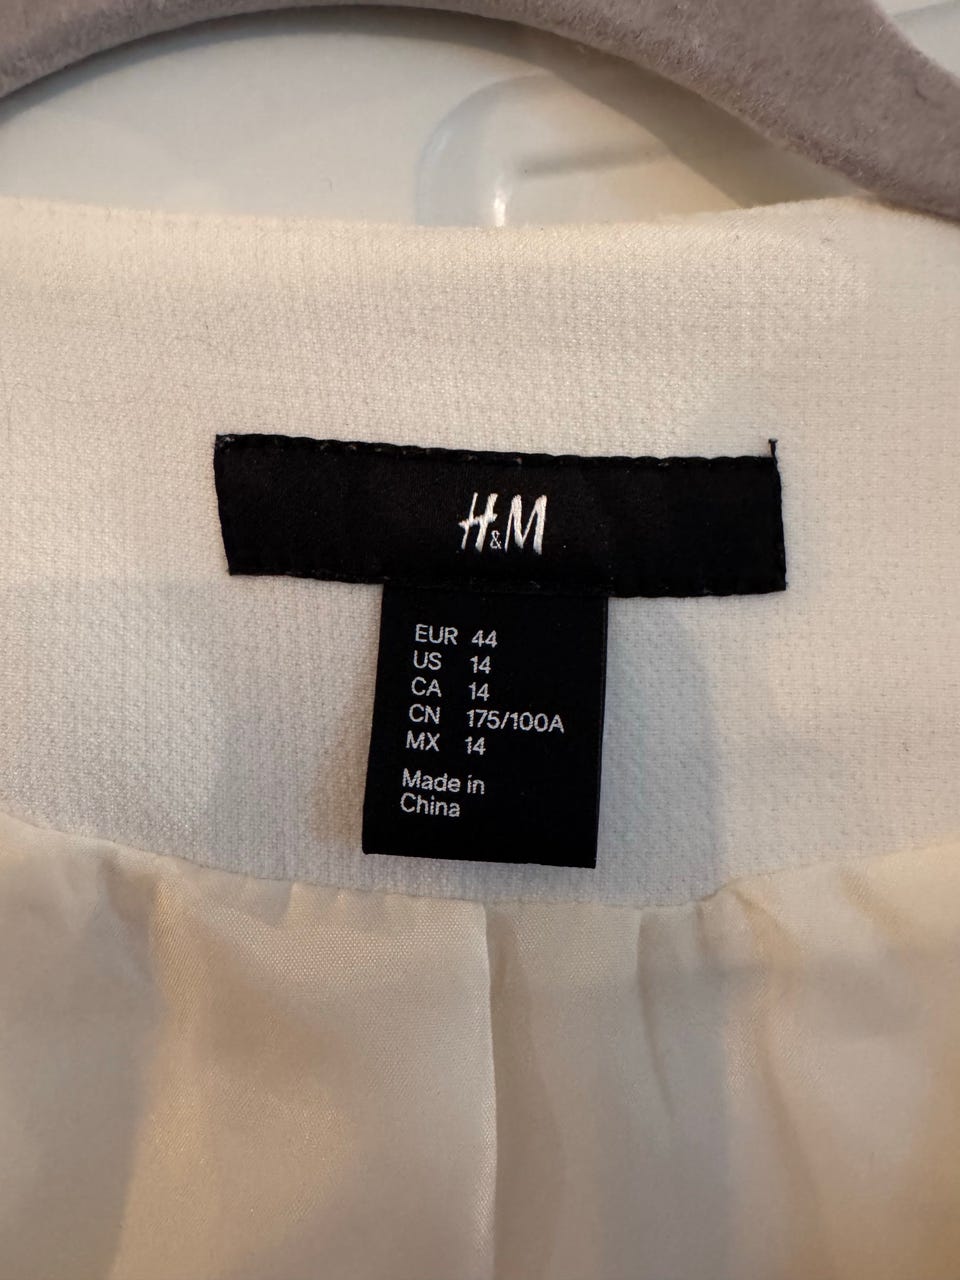 H&M
EUR 44
US 14
CA 14
CN 175/100A
MX 14
Made in
China